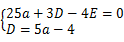 25a + 3D − 4E = 0
D = 5a − 4